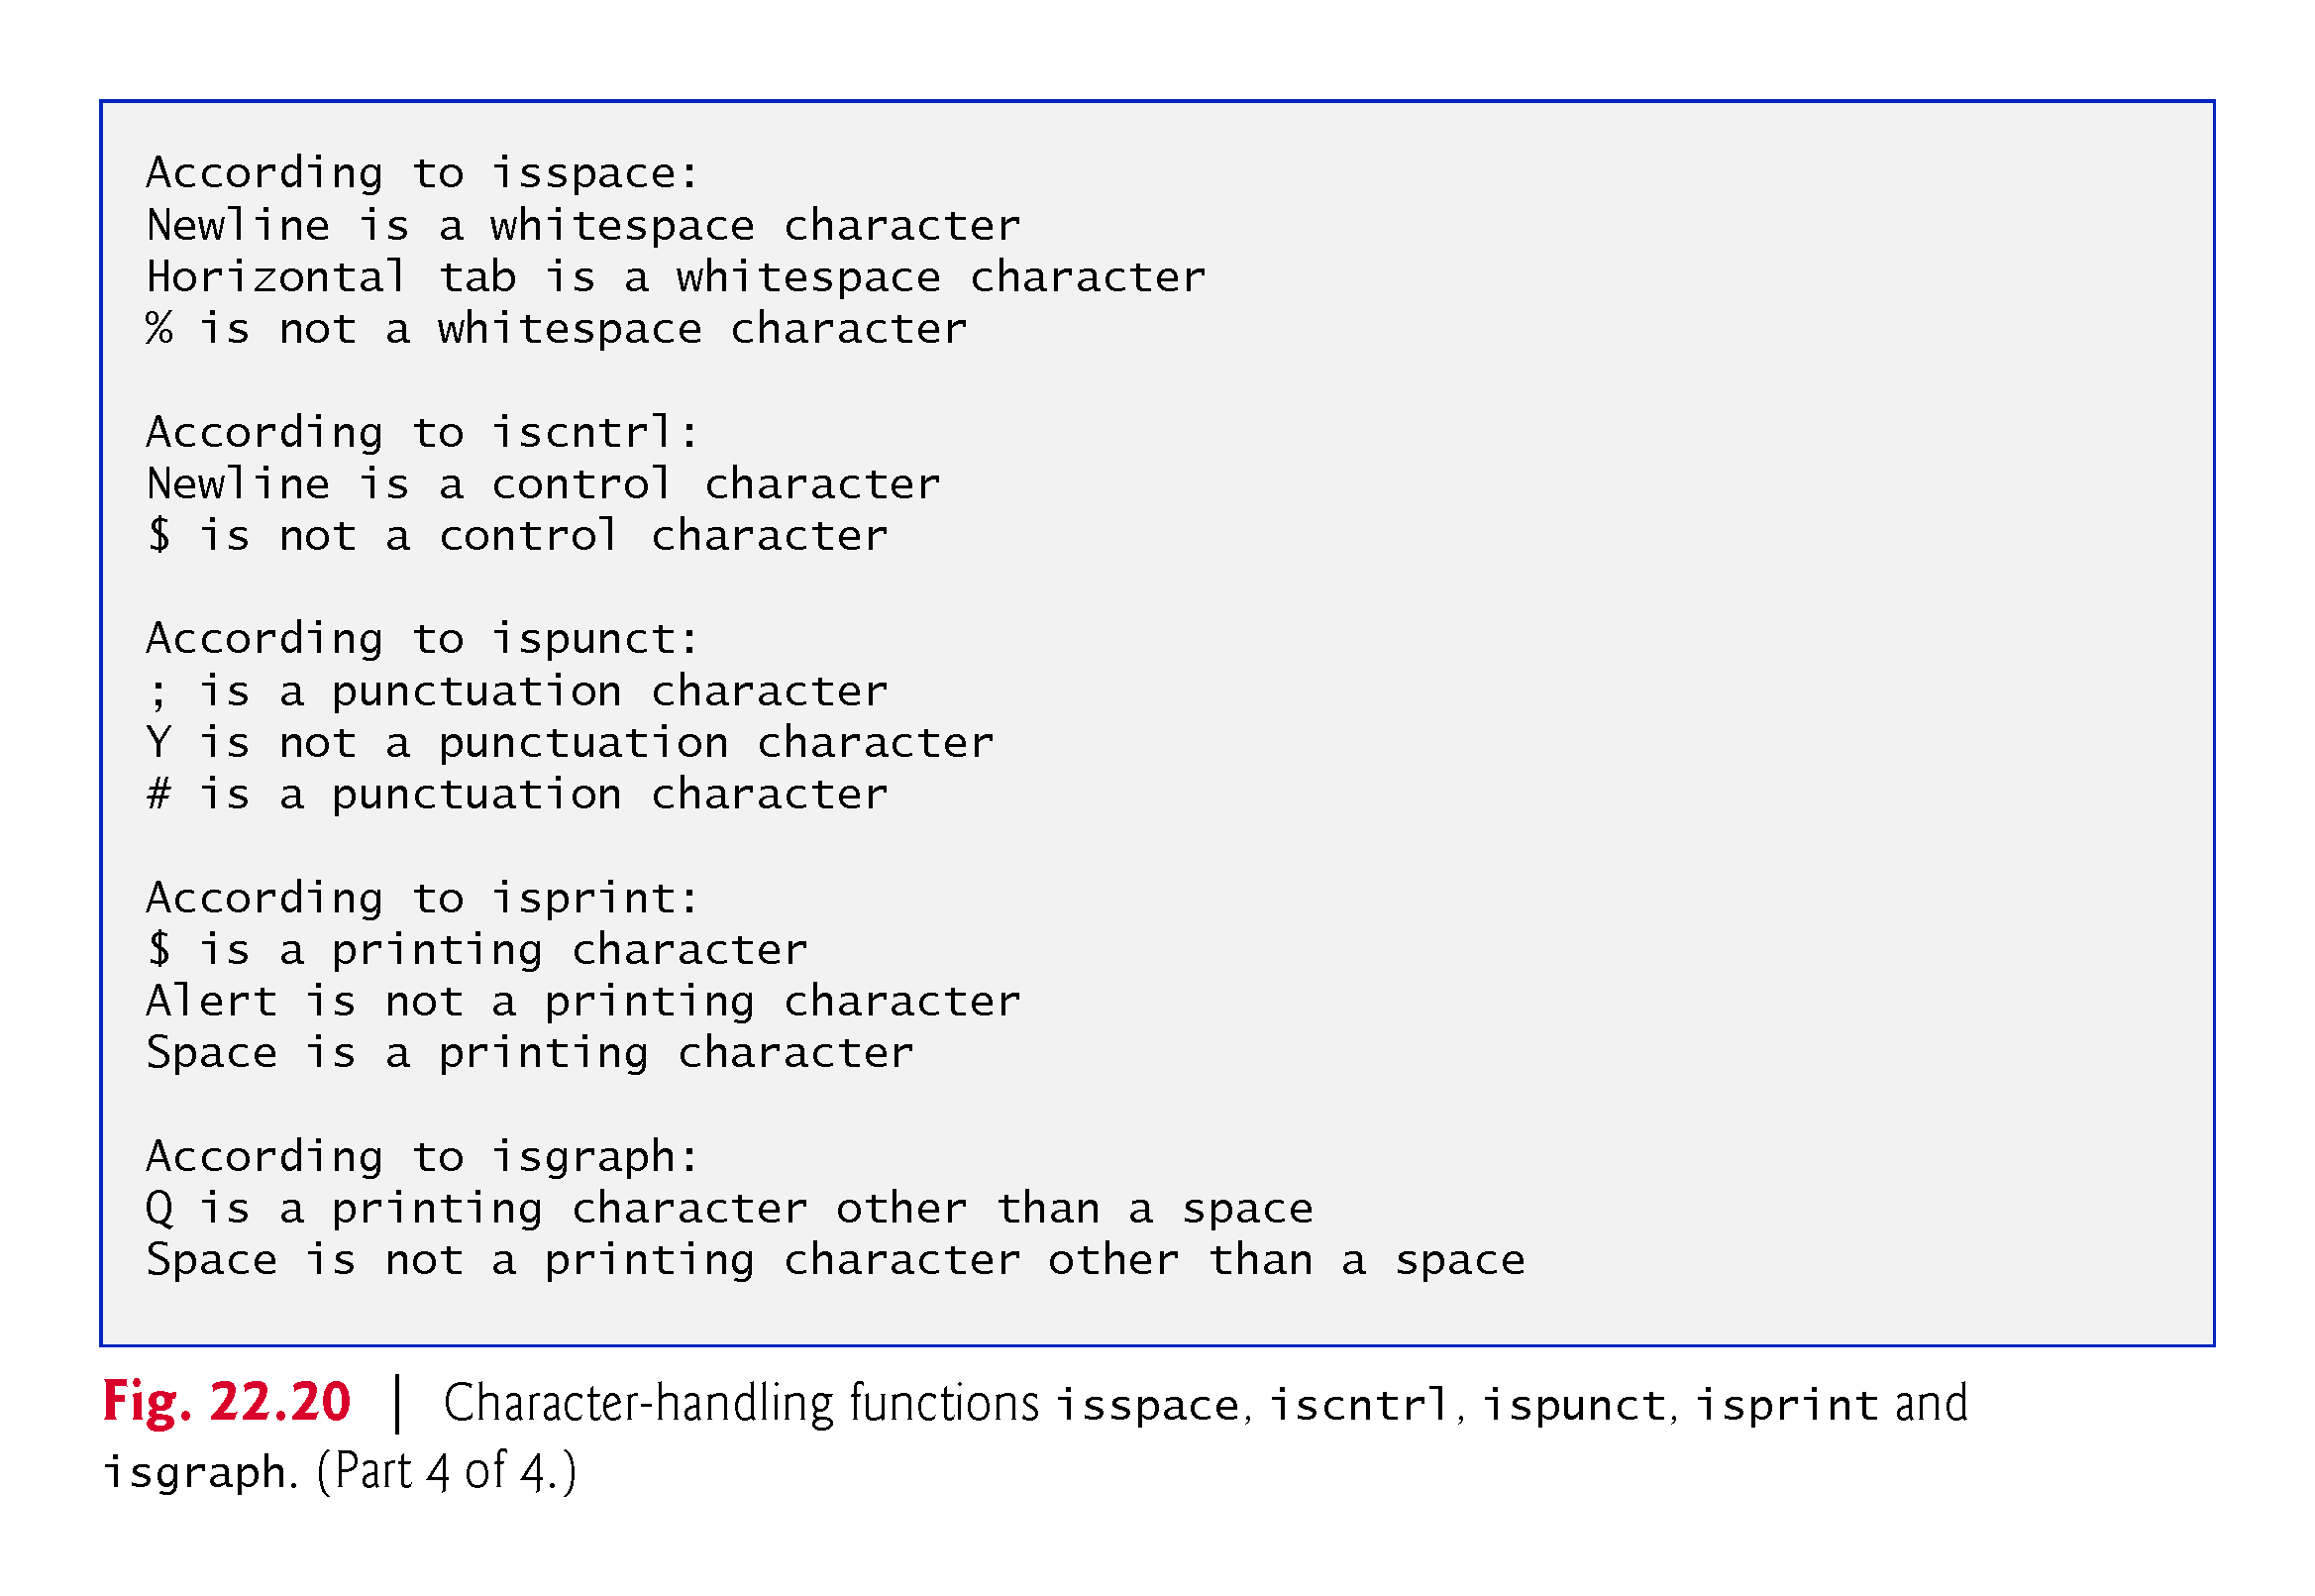 According to isspace:
Newline is a whitespace character
Horizontal tab is a whitespace character
% is not a whitespace character
According to iscntrl:
Newline is a control character
$ is not a control character
According to ispunct:
; is a punctuation character
Y is not a punctuation character
# is a punctuation character
According to isprint:
$ is a printing character
Alert is not a printing character
Space is a printing character
According to isgraph:
Q is a printing character other than a space
Space is not a printing character other than a space
Fig. 22.20 | Character-handling functions isspace, iscntrl, ispunct, isprint and
isgraph. (Part 4 of 4.)